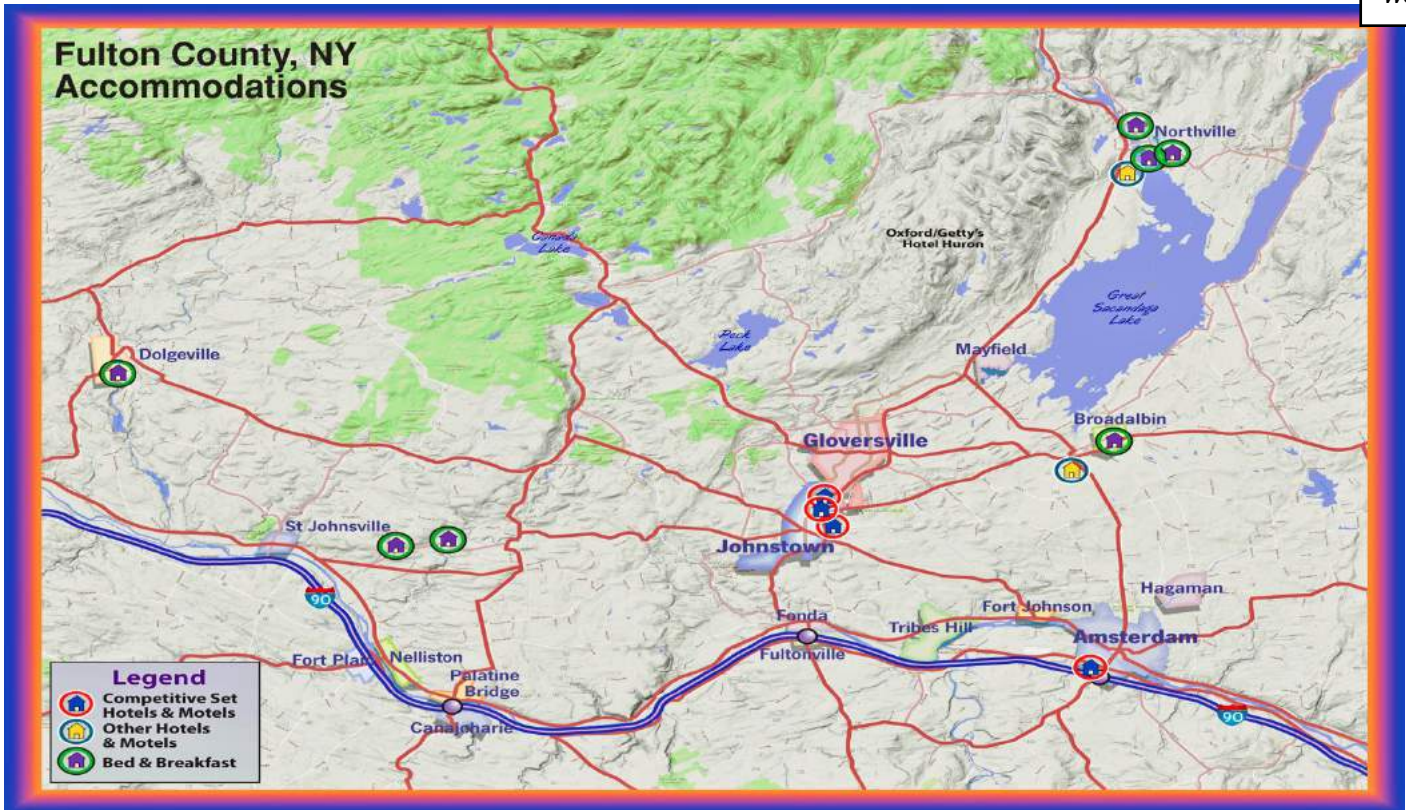 Fulton County, NY
Accommodations
Northville
Oxford/Getty's
Hotel Huron
Lake
Great
Sacandaga
Lake
Peck
Lake
Dolgeville
Mayfield
Broadalbin
Gloversville
St Johnsville
Johnstown
Hagaman
90
Fonda
Fort Johnson
Tribes Hill
Amsterdam
Fultonville
Fort Plain
Nelliston
Palatine
Bridge
Canajoharie
90
Legend
Competitive Set
Hotels & Motels
Other Hotels
& Motels
Bed & Breakfast